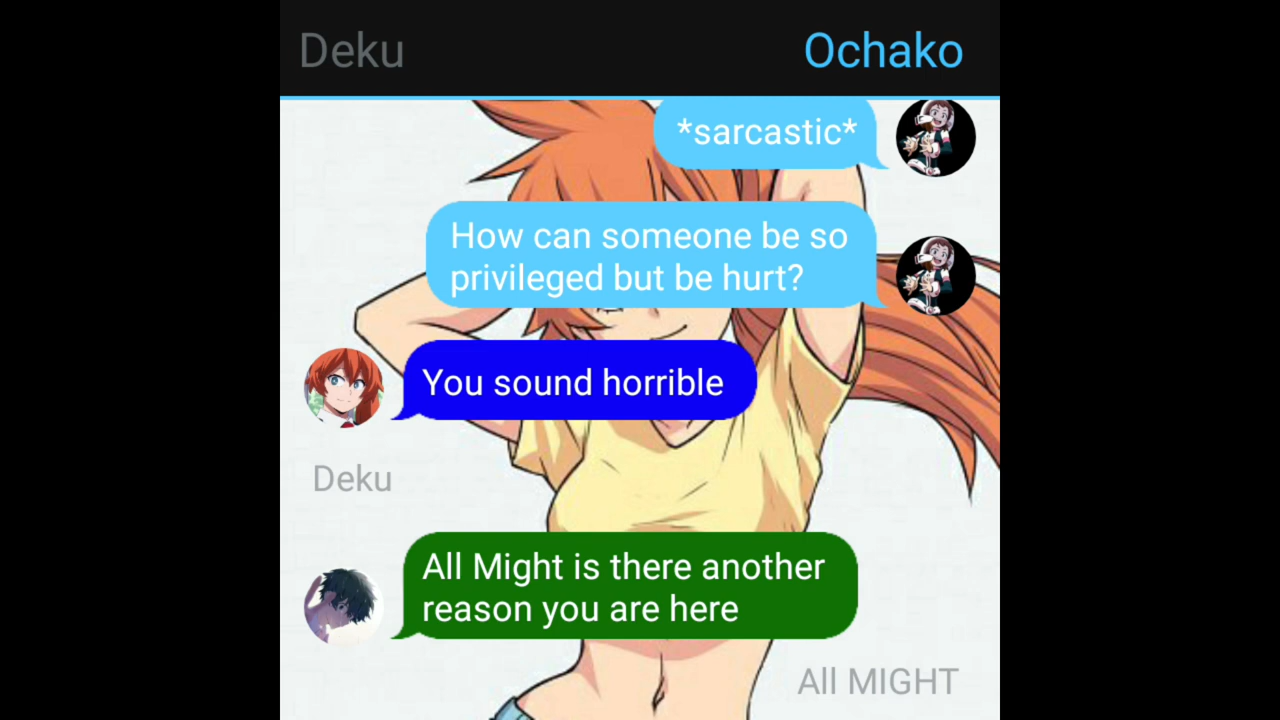 Deku
Ochako
*sarcastic*
How can someone be so
privileged but be hurt?
You sound horrible
Deku
All Might is there another
reason you are here
All MIGHT